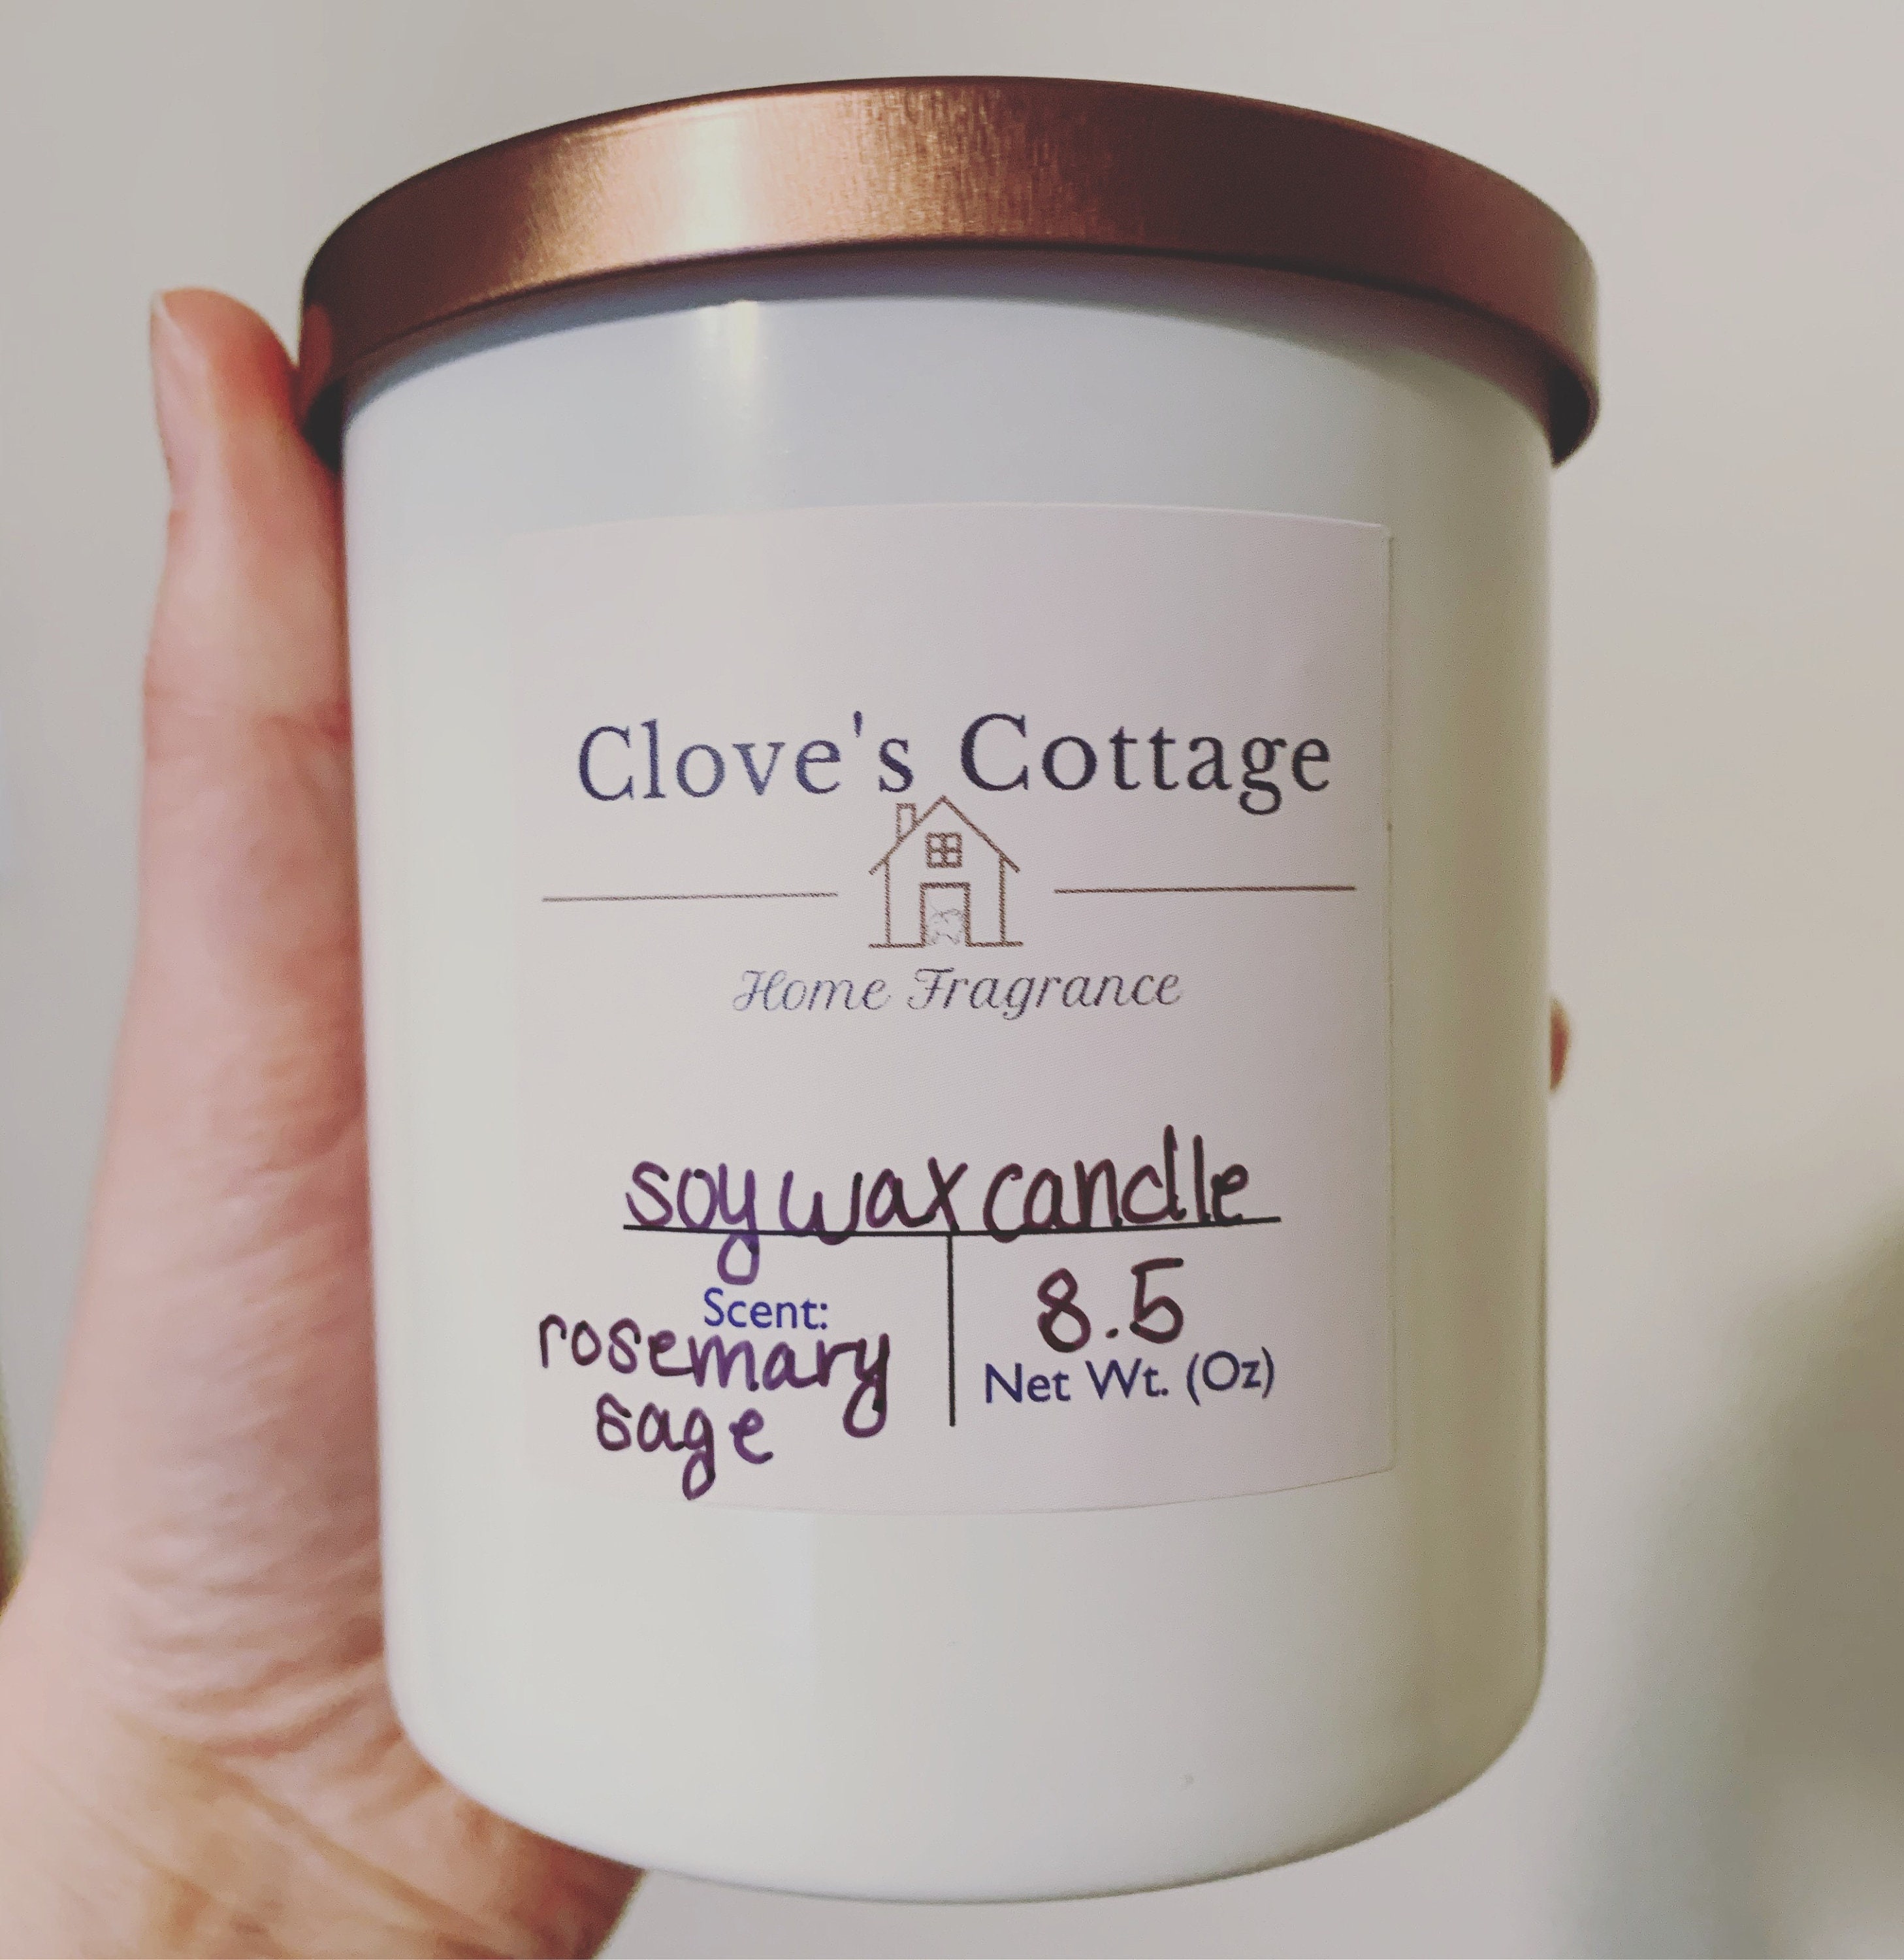 Clove's Cottage
Home Fragrance
soy wax candle
Scent:
rosemary
sage
8.5
Net Wt. (Oz)